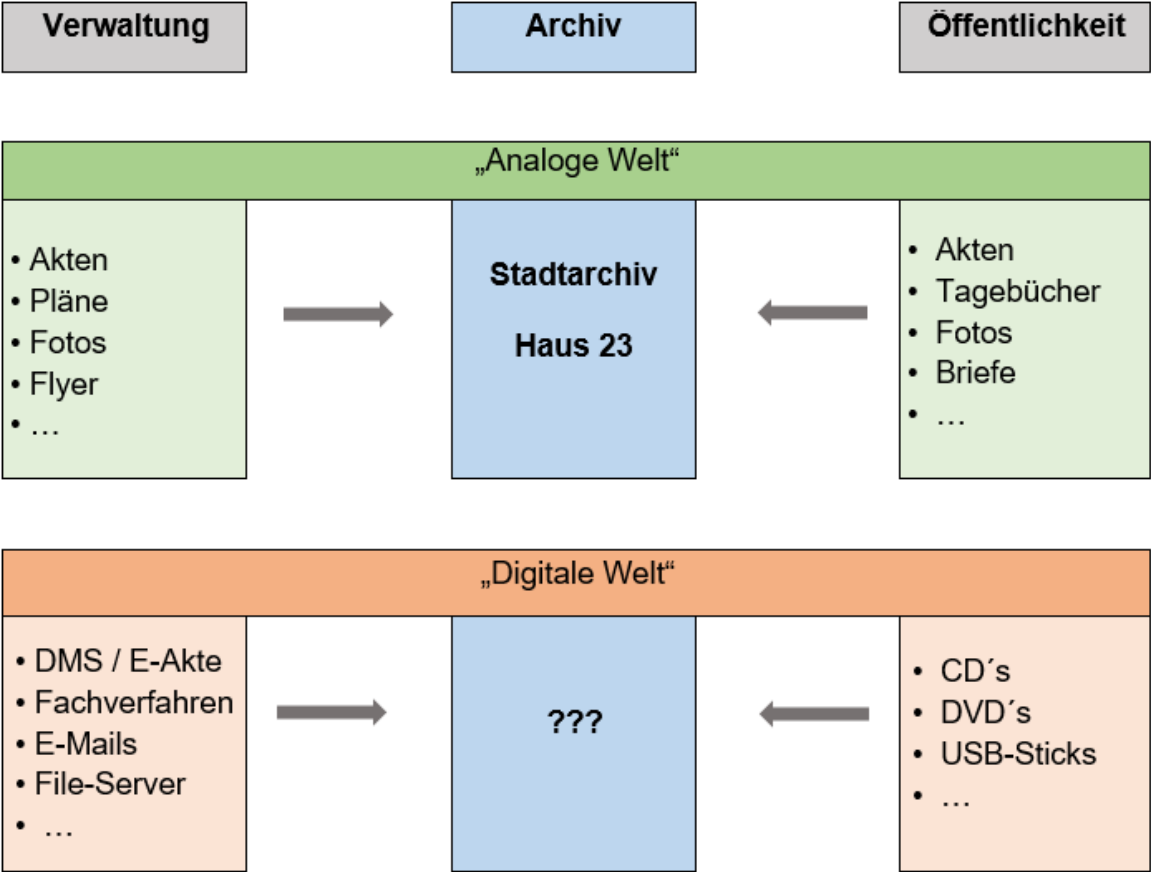 Verwaltung
Archiv
Öffentlichkeit
„Analoge Welt“
• Akten
• Pläne
• Fotos
• Flyer
• …
Stadtarchiv
Haus 23
• Akten
• Tagebücher
• Fotos
• Briefe
• …
„Digitale Welt“
• DMS / E-Akte
• Fachverfahren
• E-Mails
• File-Server
• …
???
• CD´s
• DVD´s
• USB-Sticks
• …